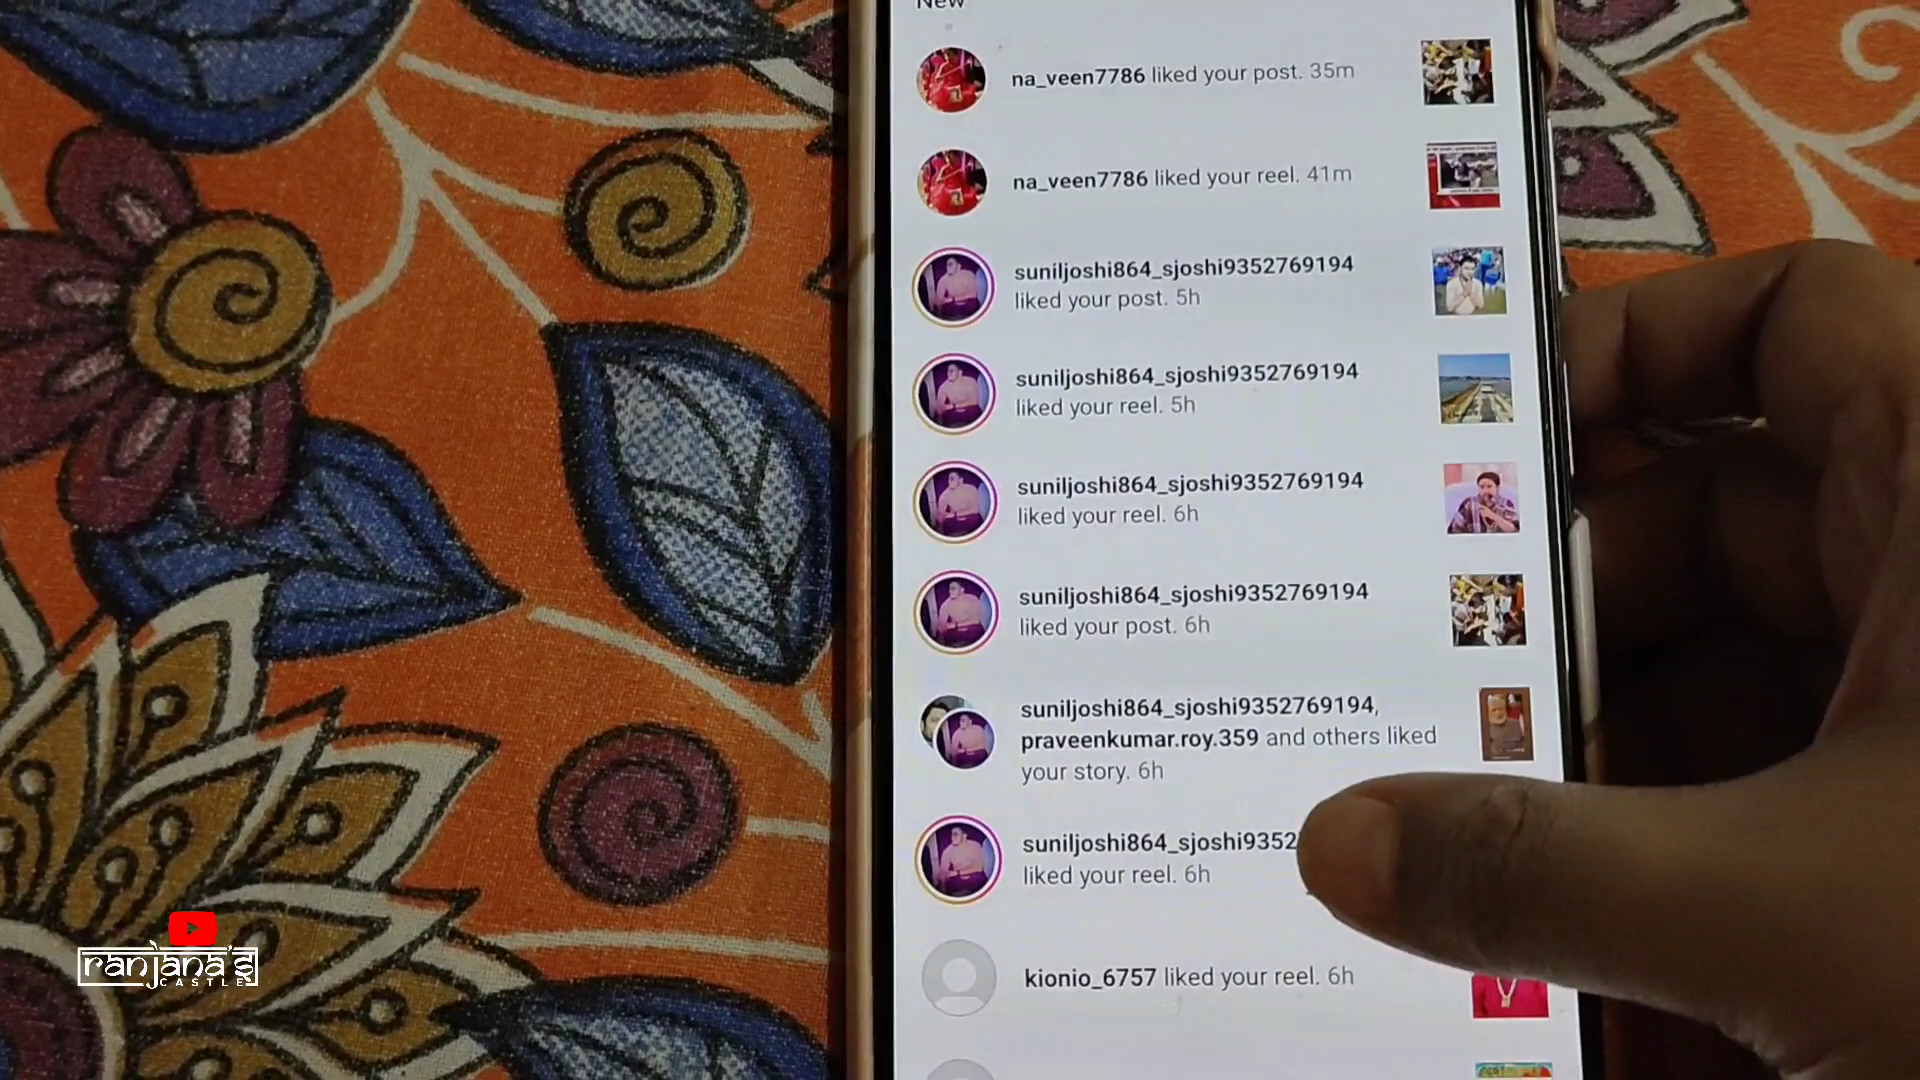 New
na_veen7786 liked your post. 35m
na_veen7786 liked your reel. 41m
suniljoshi864_sjoshi9352769194
liked your post. 5h
suniljoshi864_sjoshi9352769194
liked your reel. 5h
suniljoshi864_sjoshi9352769194
liked your reel. 6h
suniljoshi864_sjoshi9352769194
liked your post. 6h
suniljoshi864_sjoshi9352769194,
praveenkumar.roy.359 and others liked
your story. 6h
suniljoshi864_sjoshi9352
liked your reel. 6h
kionio_6757 liked your reel. 6h
ranjana's
CASTLE